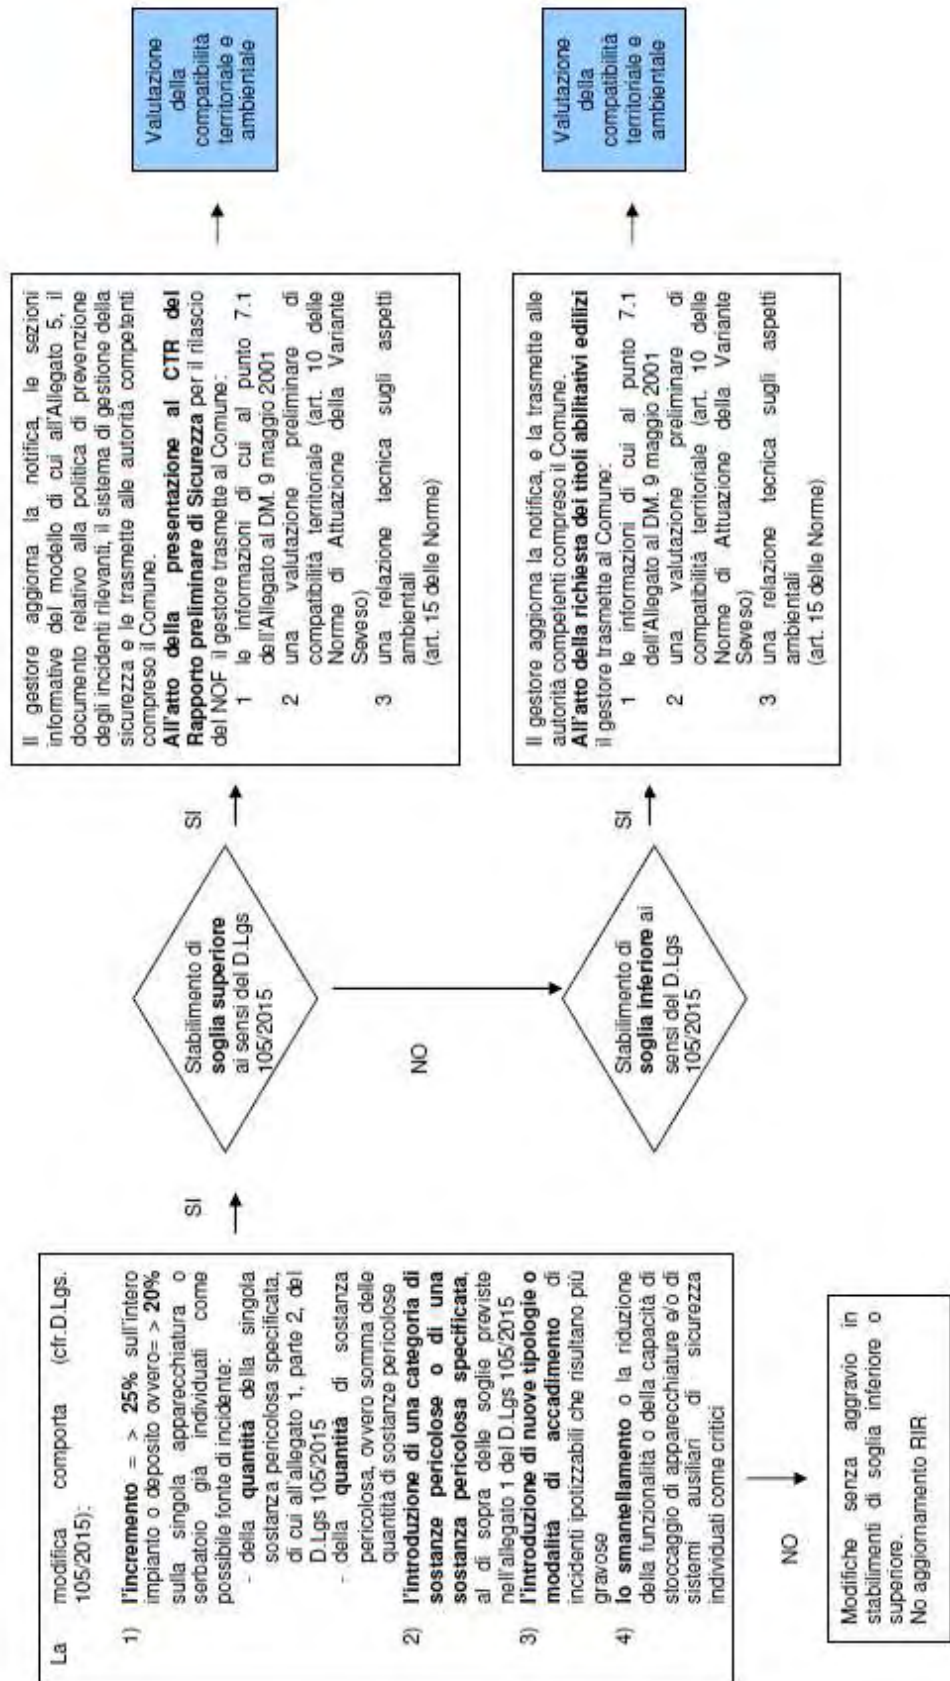 La modifica comporta (cfr.D.Lgs.
105/2015):
1) l'incremento = > 25% sull'intero
impianto o deposito ovvero= > 20%
sulla singola apparecchiatura o
serbatoio già individuati come
possibile fonte di incidente:
- della quantità della singola
sostanza pericolosa specificata,
di cui all'allegato 1, parte 2, del
D.Lgs 105/2015
- della quantità di sostanza
pericolosa, ovvero somma delle
quantità di sostanze pericolose
2) l'introduzione di una categoria di
sostanze pericolose o di una
sostanza pericolosa specificata,
al di sopra delle soglie previste
nell'allegato 1 del D.Lgs 105/2015
3) l'introduzione di nuove tipologie o
modalità di accadimento di
incidenti ipotizzabili che risultano più
gravose
4) lo smantellamento o la riduzione
della funzionalità o della capacità di
stoccaggio di apparecchiature e/o di
sistemi ausiliari di sicurezza
individuati come critici
SI
NO
Modifiche senza aggravio in
stabilimenti di soglia inferiore o
superiore.
No aggiornamento RIR
Stabilimento di
soglia superiore
ai sensi del D.Lgs
105/2015
SI
NO
Stabilimento di
soglia inferiore ai
sensi del D.Lgs
105/2015
SI
Il gestore aggiorna la notifica, le sezioni
informative del modello di cui all'Allegato 5, il
documento relativo alla politica di prevenzione
degli incidenti rilevanti, il sistema di gestione della
sicurezza e le trasmette alle autorità competenti
compreso il Comune.
All'atto della presentazione al CTR del
Rapporto preliminare di Sicurezza per il rilascio
del NOF il gestore trasmette al Comune:
1 le informazioni di cui al punto 7.1
dell'Allegato al DM. 9 maggio 2001
2 una valutazione preliminare di
compatibilità territoriale (art. 10 delle
Norme di Attuazione della Variante
Seveso)
3 una relazione tecnica sugli aspetti
ambientali
(art. 15 delle Norme)
Valutazione
della
compatibilità
territoriale e
ambientale
Il gestore aggiorna la notifica, e la trasmette alle
autorità competenti compreso il Comune.
All'atto della richiesta dei titoli abilitativi edilizi
il gestore trasmette al Comune:
1 le informazioni di cui al punto 7.1
dell'Allegato al DM. 9 maggio 2001
2 una valutazione preliminare di
compatibilità territoriale (art. 10 delle
Norme di Attuazione della Variante
Seveso)
3 una relazione tecnica sugli aspetti
ambientali
(art. 15 delle Norme)
Valutazione
della
compatibilità
territoriale e
ambientale